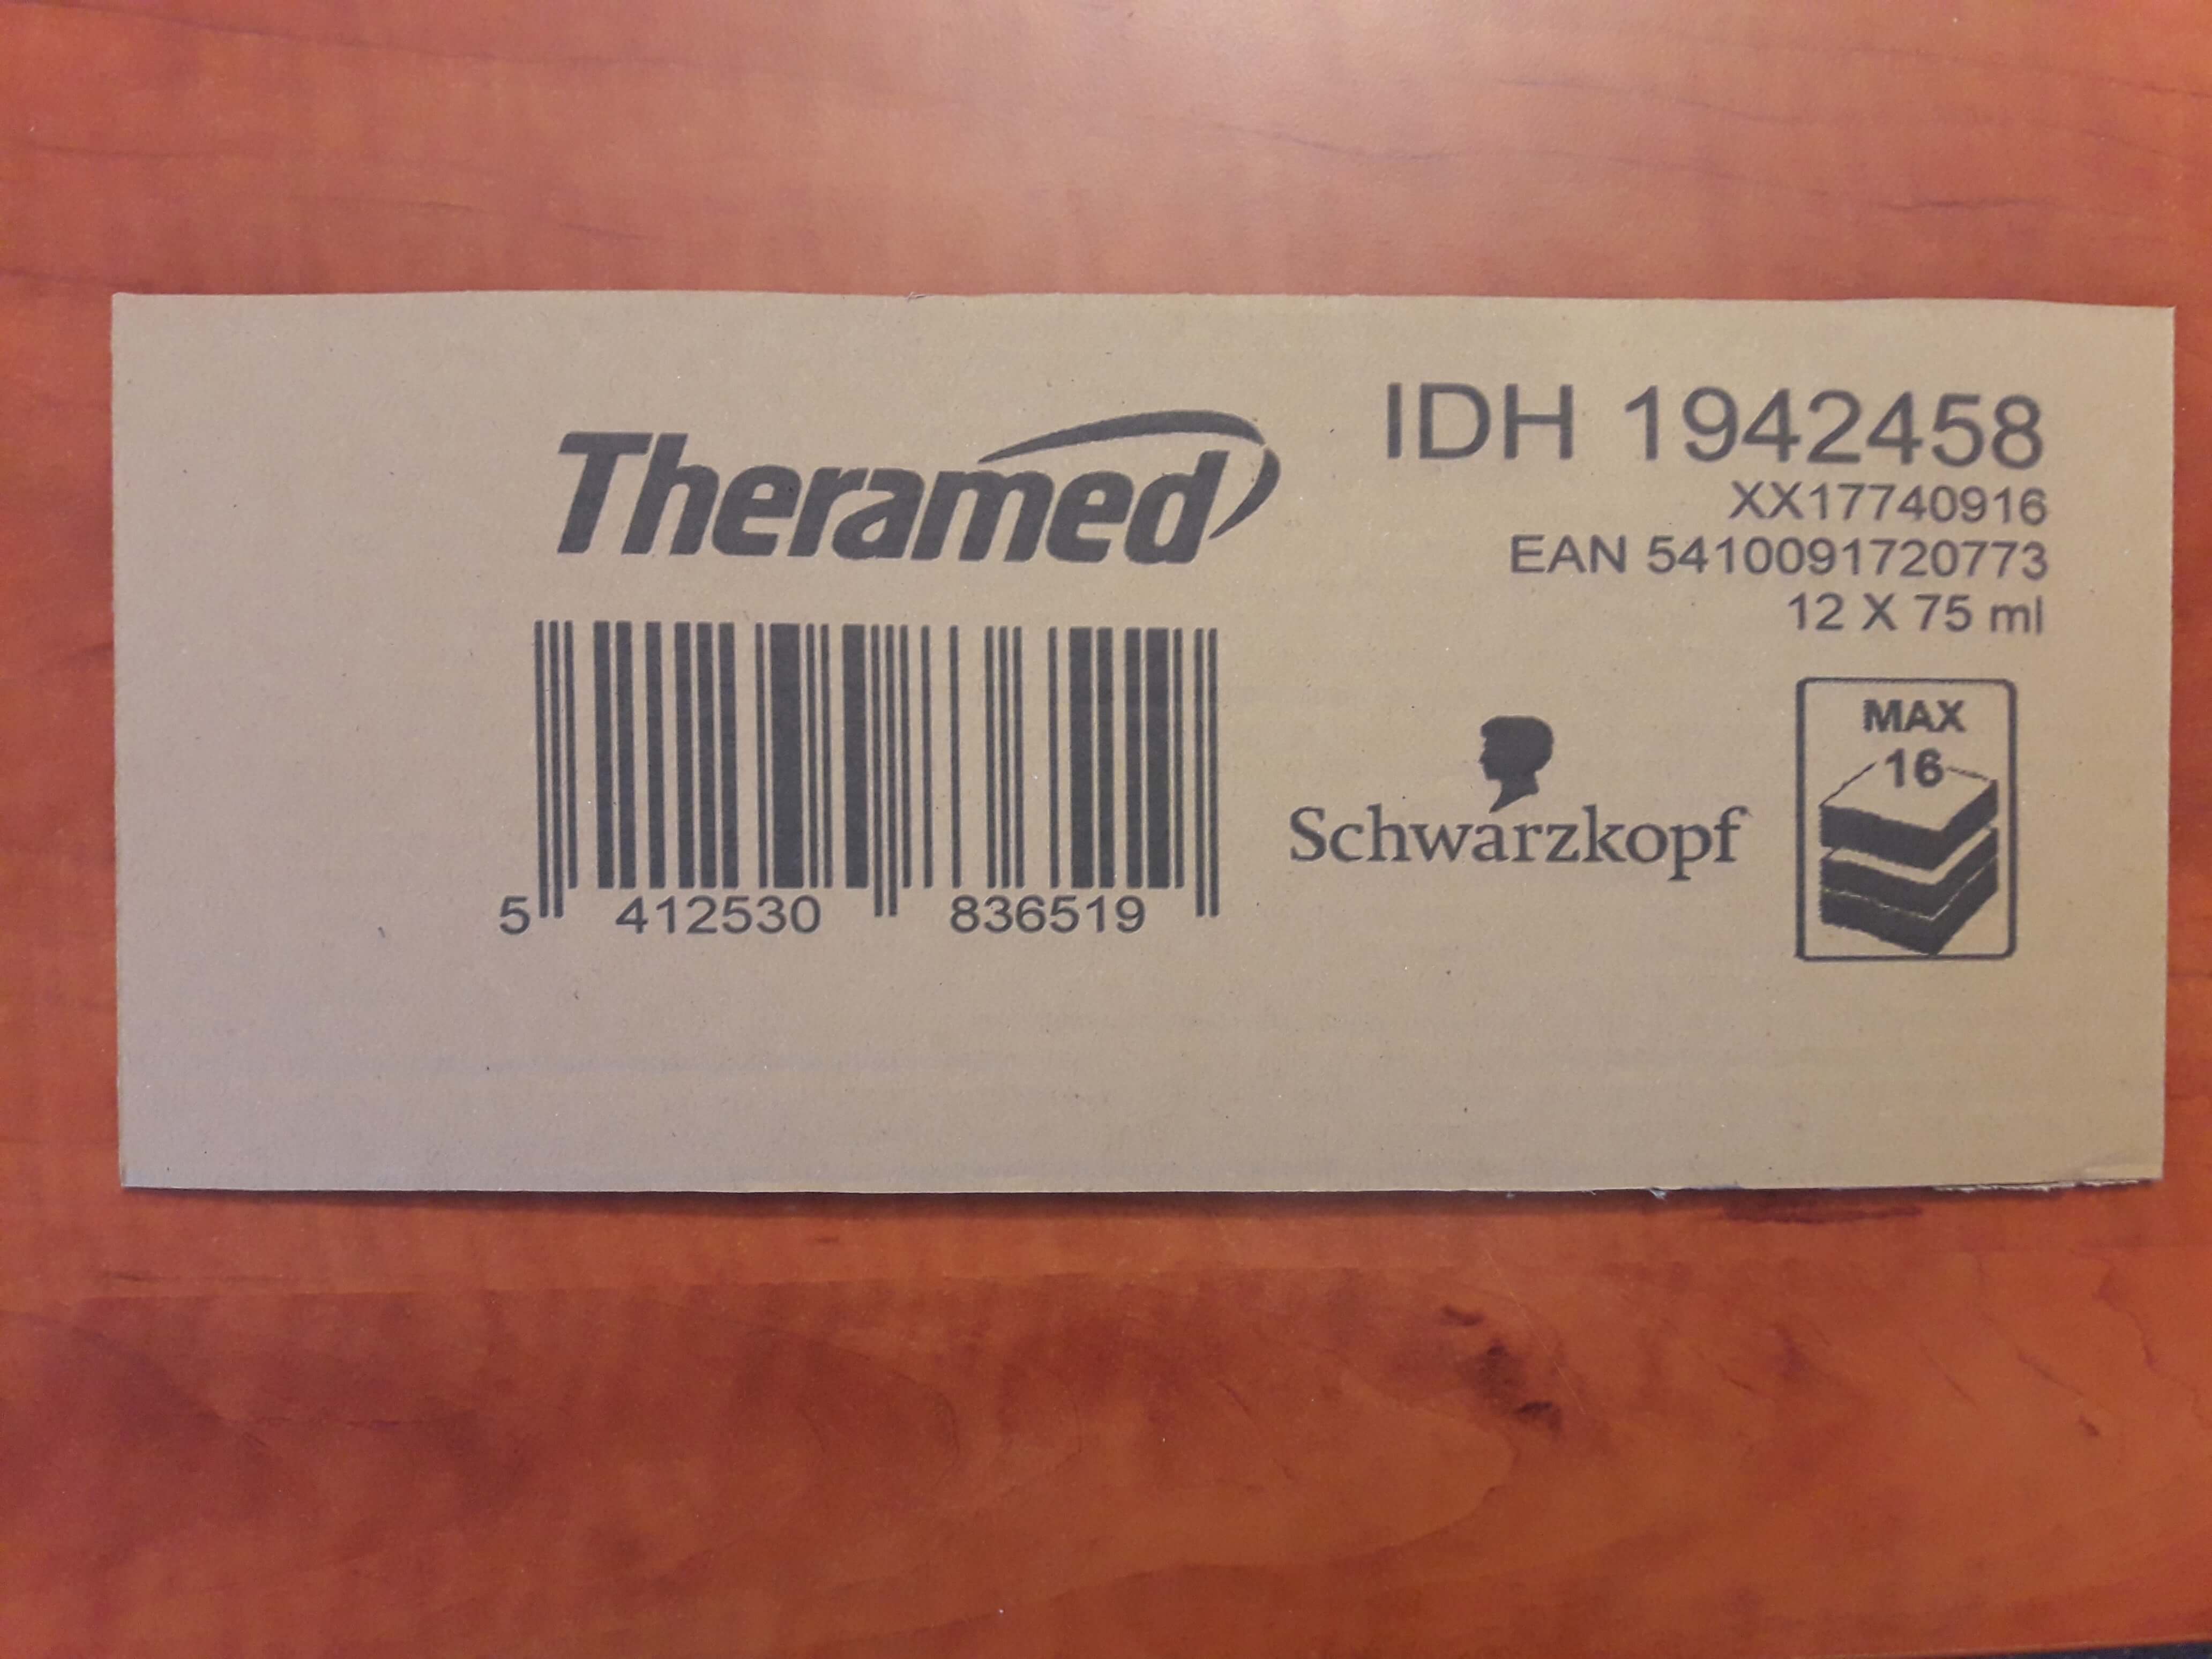 Theramed
IDH 1942458
XX17740916
EAN 5410091720773
12 X 75 ml
MAX
16
Schwarzkopf
5 412530 836519